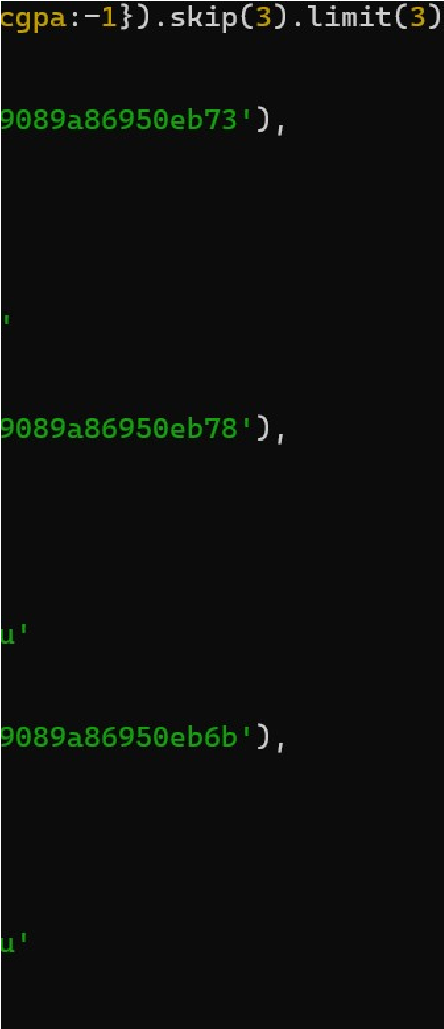 cgpa:-1}).skip(3).limit(3)
9089a86950eb73'),
'
9089a86950eb78'),
u'
9089a86950eb6b'),
u'